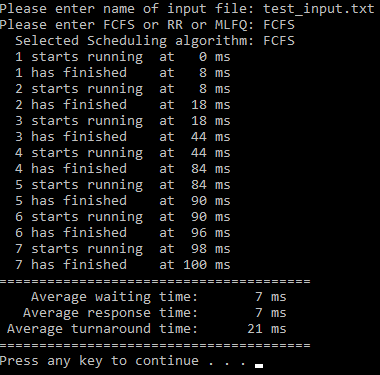 Please enter name of input file: test_input.txt
Please enter FCFS or RR or MLFQ: FCFS
Selected Scheduling algorithm: FCFS
1 starts running at 0 ms
1 has finished at 8 ms
2 starts running at 8 ms
2 has finished at 18 ms
3 starts running at 18 ms
3 has finished at 44 ms
4 starts running at 44 ms
4 has finished at 84 ms
5 starts running at 84 ms
5 has finished at 90 ms
6 starts running at 90 ms
6 has finished at 96 ms
7 starts running at 98 ms
7 has finished at 100 ms
=======================================
Average waiting time: 7 ms
Average response time: 7 ms
Average turnaround time: 21 ms
=======================================
Press any key to continue . . .